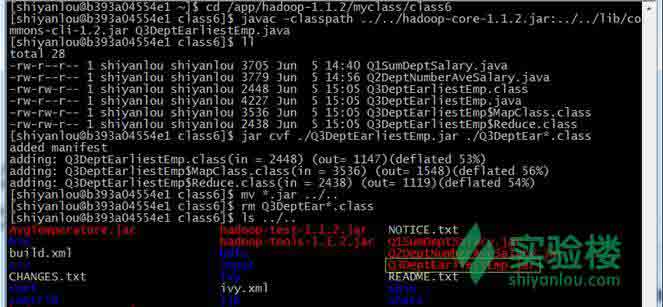 [shiyanlou@b393a04554e1 ~]$ cd /app/hadoop-1.1.2/myclass/class6
[shiyanlou@b393a04554e1 class6]$ javac -classpath ../../hadoop-core-1.1.2.jar:../../lib/co
mmons-cli-1.2.jar Q3DeptEarliestEmp.java
[shiyanlou@b393a04554e1 class6]$ ll
total 28
-rw-r--r-- 1 shiyanlou shiyanlou 3705 Jun  5 14:40 Q1SumDeptSalary.java
-rw-r--r-- 1 shiyanlou shiyanlou 3779 Jun  5 14:56 Q2DeptNumberAveSalary.java
-rw-r--r-- 1 shiyanlou shiyanlou 2448 Jun  5 15:05 Q3DeptEarliestEmp.class
-rw-r--r-- 1 shiyanlou shiyanlou 4227 Jun  5 15:05 Q3DeptEarliestEmp.java
-rw-r--r-- 1 shiyanlou shiyanlou 3536 Jun  5 15:05 Q3DeptEarliestEmp$MapClass.class
-rw-r--r-- 1 shiyanlou shiyanlou 2438 Jun  5 15:05 Q3DeptEarliestEmp$Reduce.class
[shiyanlou@b393a04554e1 class6]$ jar cvf ./Q3DeptEarliestEmp.jar ./Q3DeptEar*.class
added manifest
adding: Q3DeptEarliestEmp.class(in = 2448) (out= 1147)(deflated 53%)
adding: Q3DeptEarliestEmp$MapClass.class(in = 3536) (out= 1548)(deflated 56%)
adding: Q3DeptEarliestEmp$Reduce.class(in = 2438) (out= 1119)(deflated 54%)
[shiyanlou@b393a04554e1 class6]$ mv *.jar ../..
[shiyanlou@b393a04554e1 class6]$ rm Q3DeptEar*.class
[shiyanlou@b393a04554e1 class6]$ ls ../..
AvgTemperature.jar hadoop-test-1.1.2.jar NOTICE.txt
hadoop-tools-1.1.2.jar Q1SumDeptSalary.jar
build.xml Q2DeptNumberAveSalary.jar
input Q3DeptEarliestEmp.jar
CHANGES.txt ivy README.txt
conf ivy.xml sbin
lib share
实验楼
shiyanlou.com